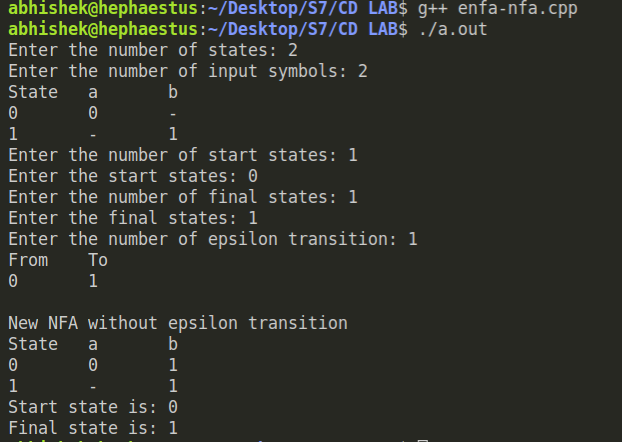 abhishek@hephaestus:~/Desktop/S7/CD LAB$ g++ enfa-nfa.cpp
abhishek@hephaestus:~/Desktop/S7/CD LAB$ ./a.out
Enter the number of states: 2
Enter the number of input symbols: 2
State a b
0 0 -
1 - 1
Enter the number of start states: 1
Enter the start states: 0
Enter the number of final states: 1
Enter the final states: 1
Enter the number of epsilon transition: 1
From To
0 1
New NFA without epsilon transition
State a b
0 0 1
1 - 1
Start state is: 0
Final state is: 1